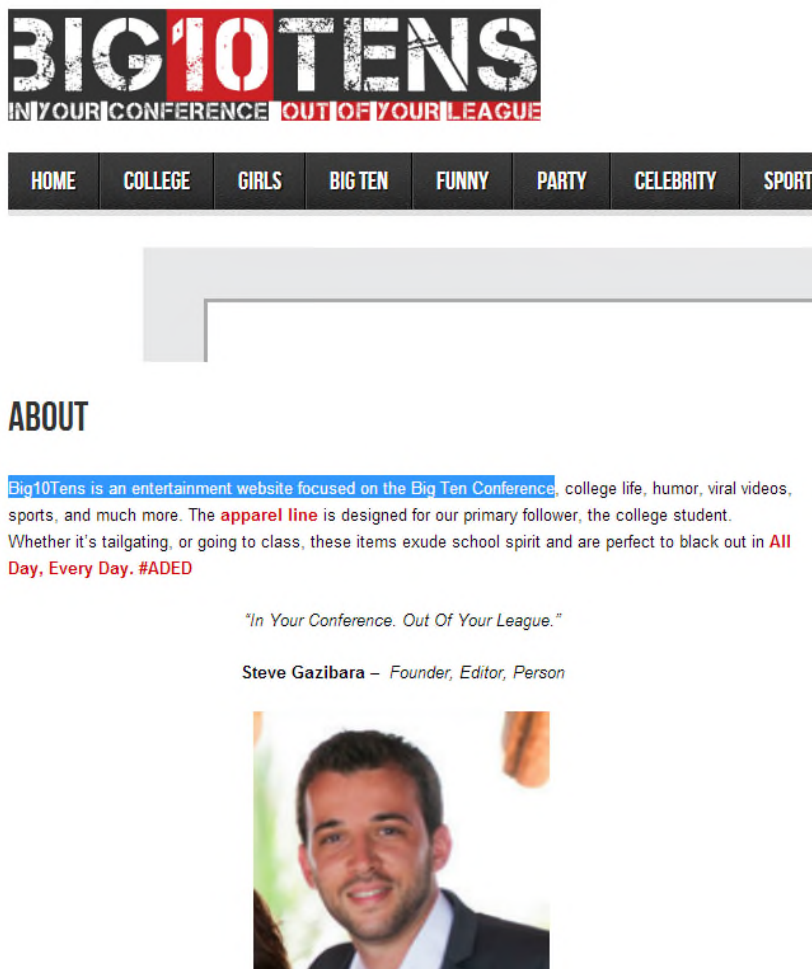 BIG10TENS
IN YOUR CONFERENCE OUT OF YOUR LEAGUE
HOME COLLEGE GIRLS BIG TEN FUNNY PARTY CELEBRITY SPORT
ABOUT
Big10Tens is an entertainment website focused on the Big Ten Conference, college life, humor, viral videos,
sports, and much more. The apparel line is designed for our primary follower, the college student.
Whether it's tailgating, or going to class, these items exude school spirit and are perfect to black out in All
Day, Every Day. #ADED
“In Your Conference. Out Of Your League.”
Steve Gazibara – Founder, Editor, Person